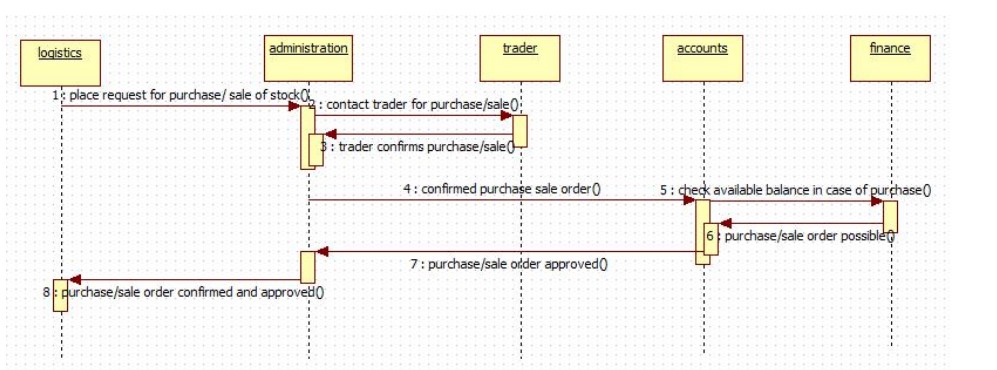 logistics
administration
trader
accounts
finance
1 : place request for purchase/ sale of stock()
2 : contact trader for purchase/sale()
3 : trader confirms purchase/sale()
4 : confirmed purchase sale order()
5 : check available balance in case of purchase()
6 : purchase/sale order possible()
7 : purchase/sale order approved()
8 : purchase/sale order confirmed and approved()